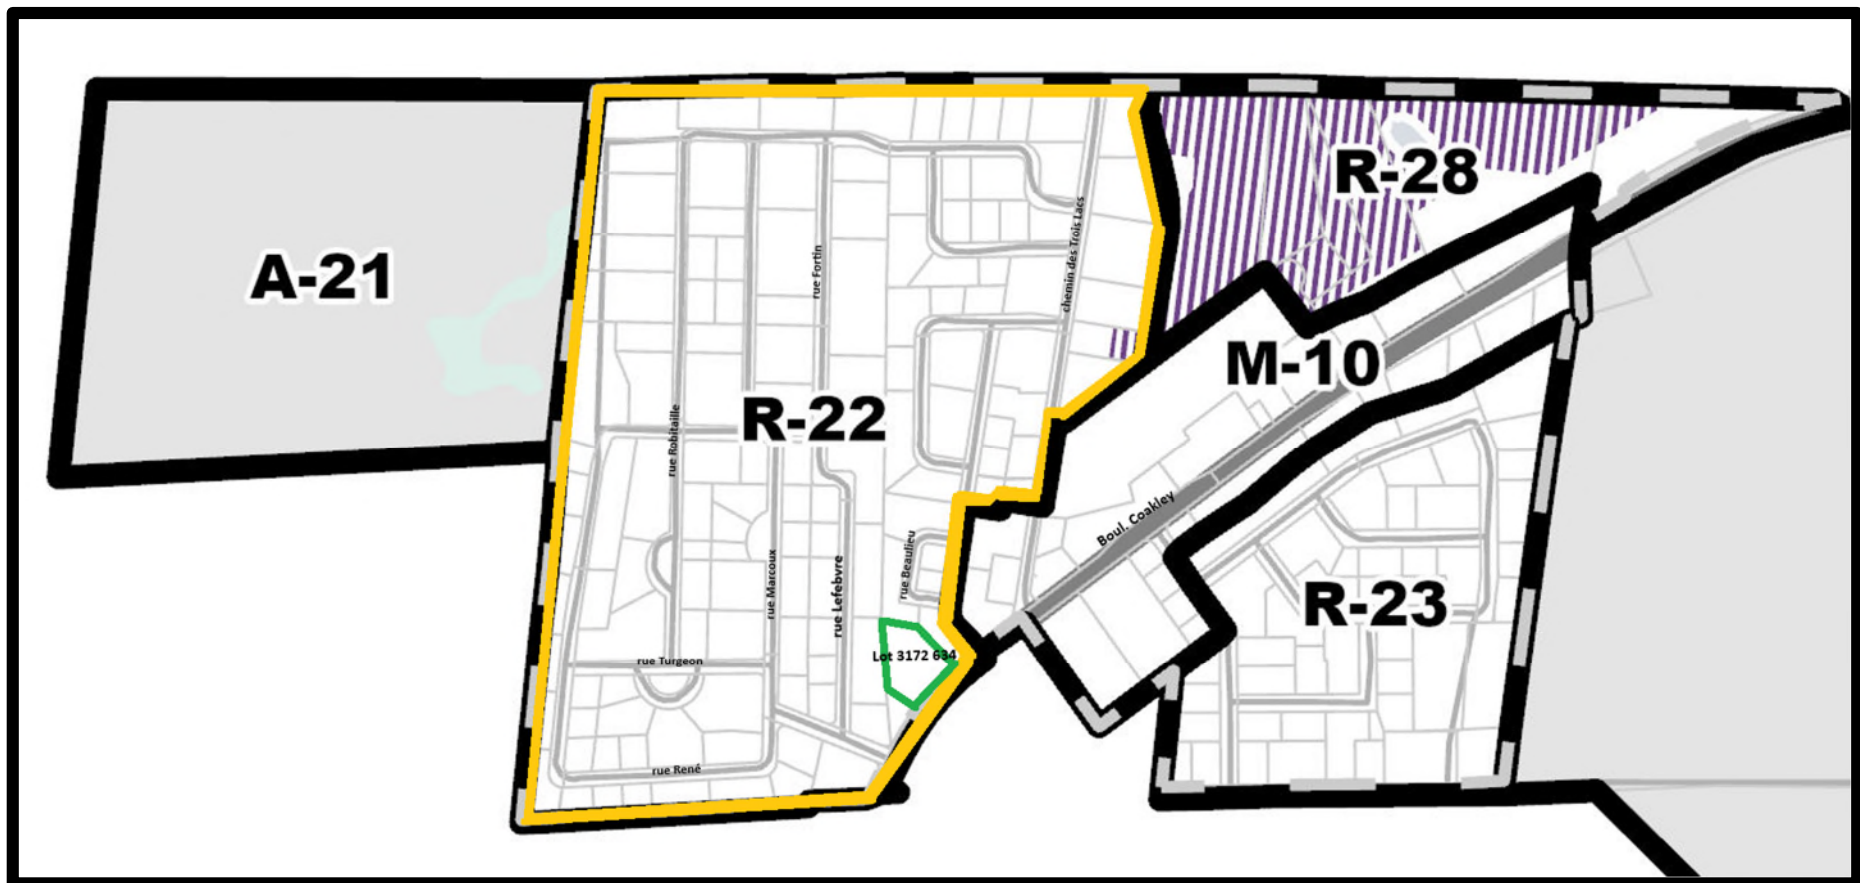 R-28
chemin des Trois Lacs
rue Fortin
A-21
M-10
R-22
rue Robitaille
Boul. Coakley
rue Beaulieu
rue Marcoux
rue Lefebvre
R-23
Lot 3172 634
rue Turgeon
rue René